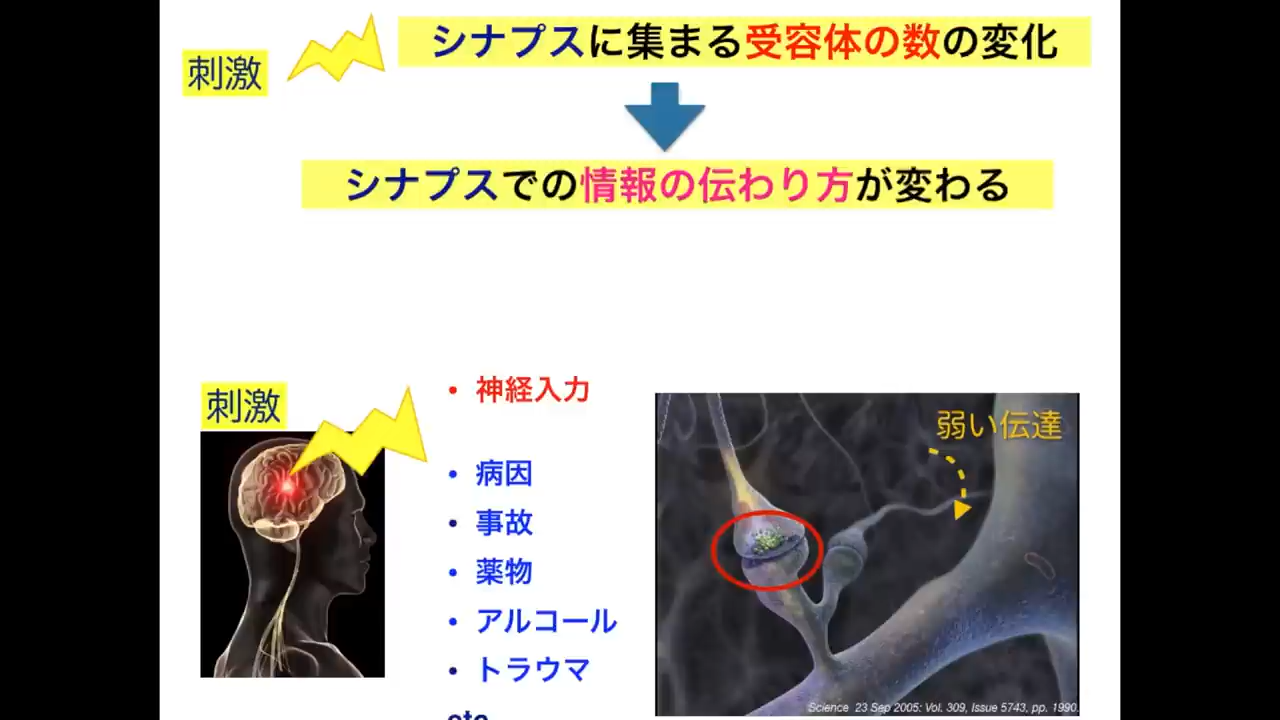 刺激
シナプスに集まる受容体の数の変化
シナプスでの情報の伝わり方が変わる
刺激
• 神経入力
• 病因
• 事故
• 薬物
• アルコール
• トラウマ
etc
弱い伝達
Science 23 Sep 2005: Vol. 309, Issue 5743, pp. 1990.